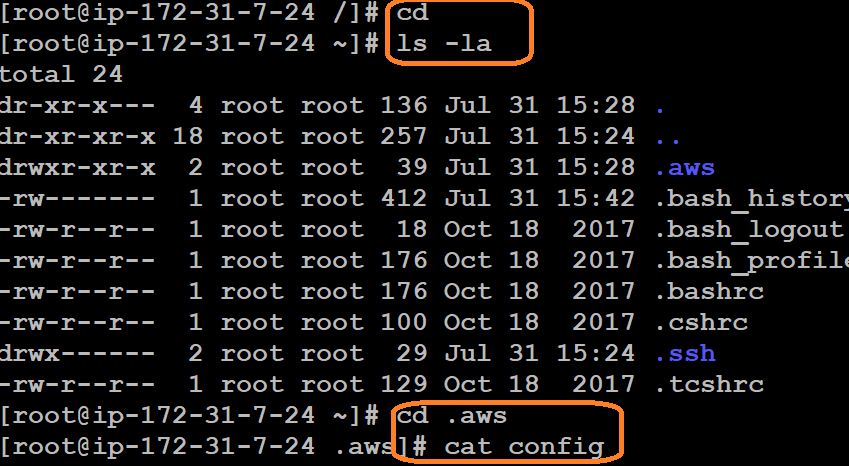 [root@ip-172-31-7-24 /]# cd
[root@ip-172-31-7-24 ~]# ls -la
total 24
dr-xr-x---  4 root root 136 Jul 31 15:28 .
dr-xr-xr-x 18 root root 257 Jul 31 15:24 ..
drwxr-xr-x  2 root root  39 Jul 31 15:28 .aws
-rw-------  1 root root 412 Jul 31 15:42 .bash_history
-rw-r--r--  1 root root  18 Oct 18  2017 .bash_logout
-rw-r--r--  1 root root 176 Oct 18  2017 .bash_profile
-rw-r--r--  1 root root 176 Oct 18  2017 .bashrc
-rw-r--r--  1 root root 100 Oct 18  2017 .cshrc
drwx------  2 root root  29 Jul 31 15:24 .ssh
-rw-r--r--  1 root root 129 Oct 18  2017 .tcshrc
[root@ip-172-31-7-24 ~]# cd .aws
[root@ip-172-31-7-24 .aws]# cat config